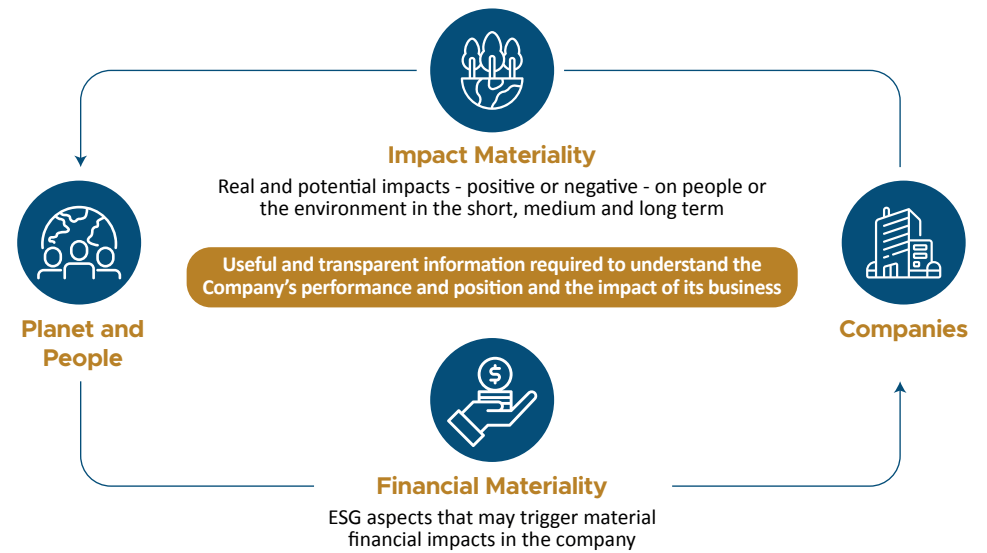 Impact Materiality
Real and potential impacts - positive or negative - on people or
the environment in the short, medium and long term
Useful and transparent information required to understand the
Company’s performance and position and the impact of its business
Planet and
People
Companies
$
Financial Materiality
ESG aspects that may trigger material
financial impacts in the company